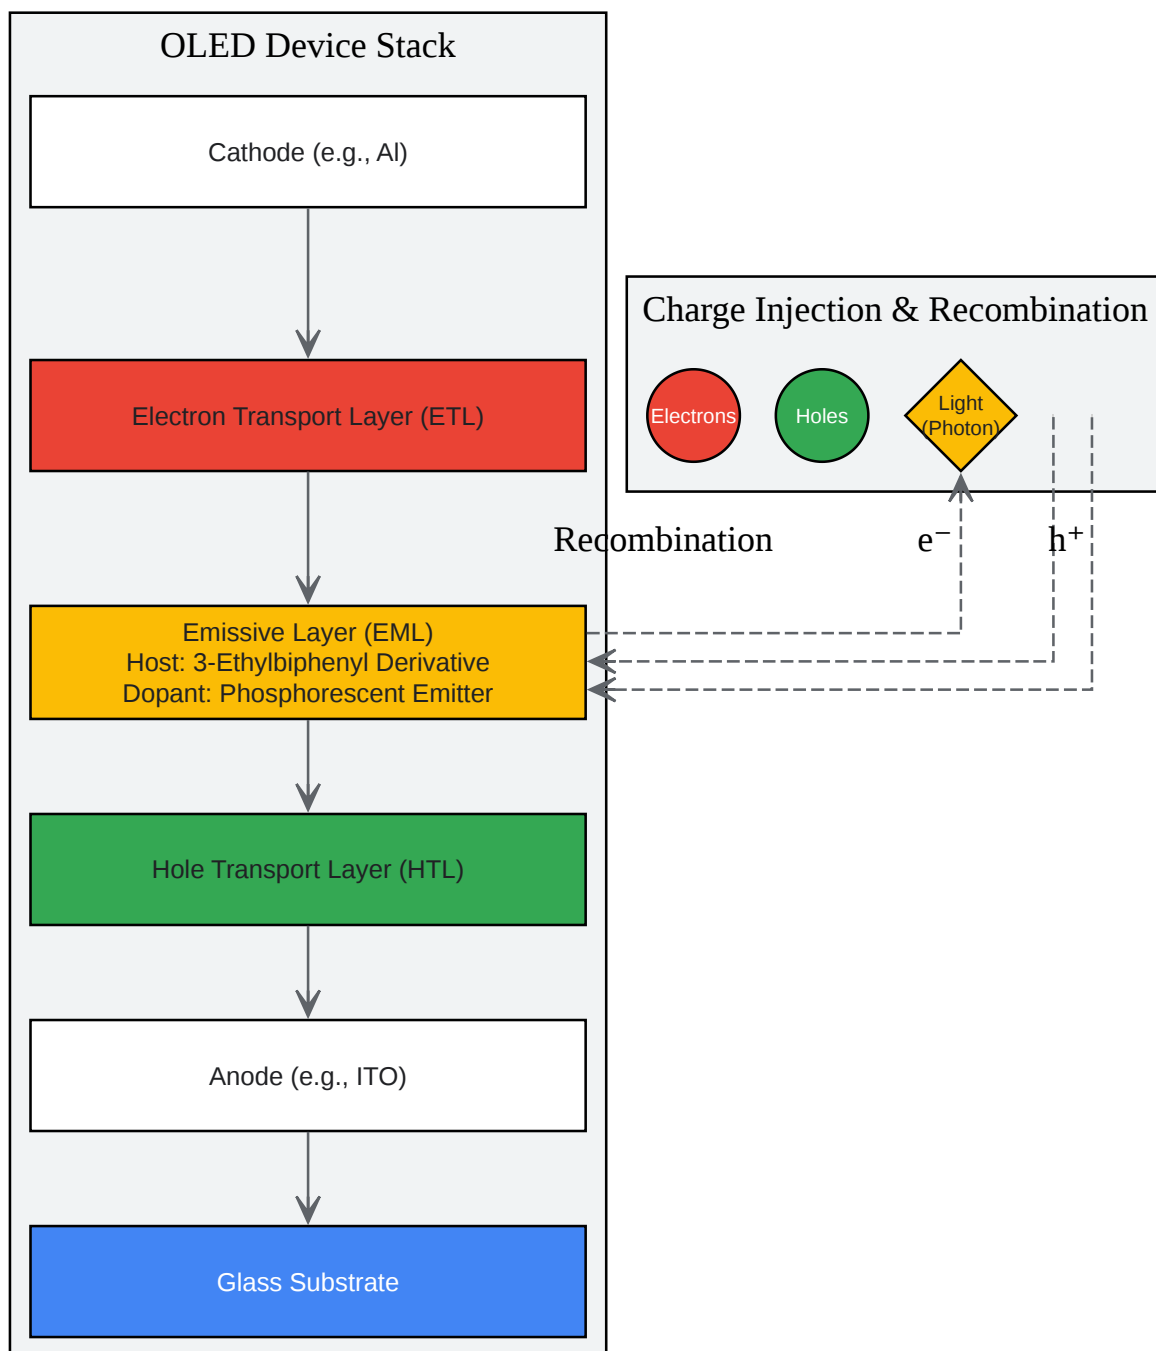 OLED Device Stack
Cathode (e.g., Al)
Electron Transport Layer (ETL)
Emissive Layer (EML)
Host: 3-Ethylbiphenyl Derivative
Dopant: Phosphorescent Emitter
Hole Transport Layer (HTL)
Anode (e.g., ITO)
Glass Substrate
Charge Injection & Recombination
Electrons
Holes
Light
(Photon)
Recombination
e⁻
h⁺